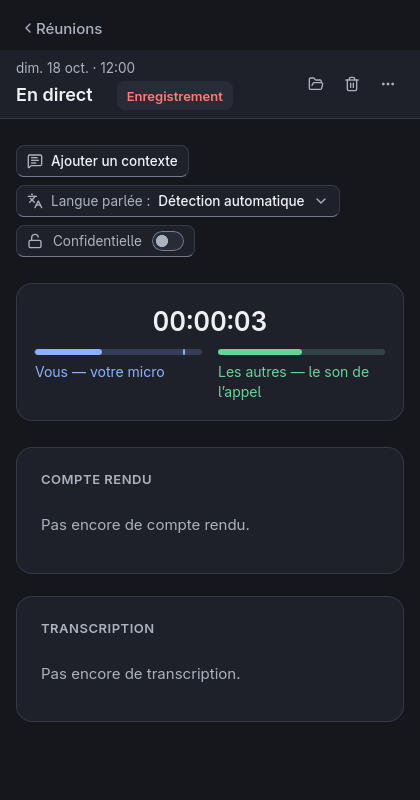 Réunions
dim. 18 oct. · 12:00
En direct
Enregistrement
Ajouter un contexte
Langue parlée : Détection automatique
Confidentielle
00:00:03
Vous — votre micro
Les autres — le son de
l'appel
COMPTE RENDU
Pas encore de compte rendu.
TRANSCRIPTION
Pas encore de transcription.